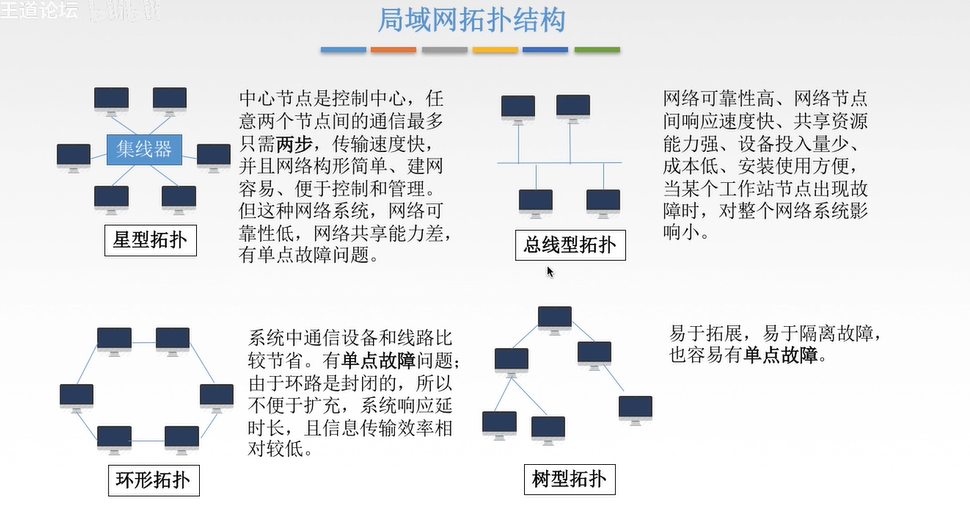 王道论坛
局域网拓扑结构
集线器
星型拓扑
中心节点是控制中心，任
意两个节点间的通信最多
只需两步，传输速度快，
并且网络构形简单、建网
容易、便于控制和管理。
但这种网络系统，网络可
靠性低，网络共享能力差，
有单点故障问题。
总线型拓扑
网络可靠性高、网络节点
间响应速度快、共享资源
能力强、设备投入量少、
成本低、安装使用方便，
当某个工作站节点出现故
障时，对整个网络系统影
响小。
环形拓扑
系统中通信设备和线路比
较节省。有单点故障问题；
由于环路是封闭的，所以
不便于扩充，系统响应延
时长，且信息传输效率相
对较低。
树型拓扑
易于拓展，易于隔离故障，
也容易有单点故障。